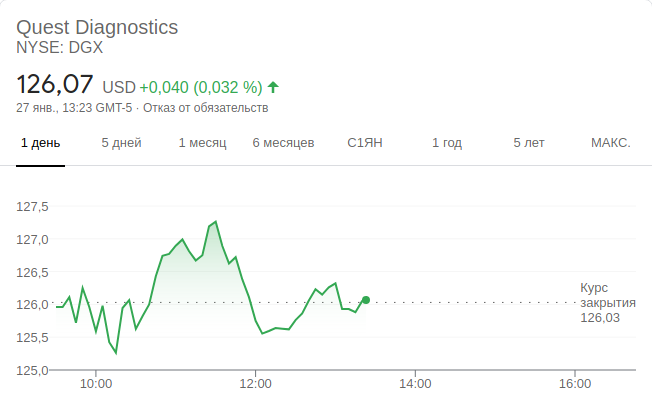 Quest Diagnostics
NYSE: DGX
126,07 USD +0,040 (0,032 %)
27 янв., 13:23 GMT-5 · Отказ от обязательств
1 день 5 дней 1 месяц 6 месяцев С1ЯН 1 год 5 лет МАКС.
127,5
127,0
126,5
126,0
125,5
125,0
Курс
закрытия
126,03
10:00 12:00 14:00 16:00